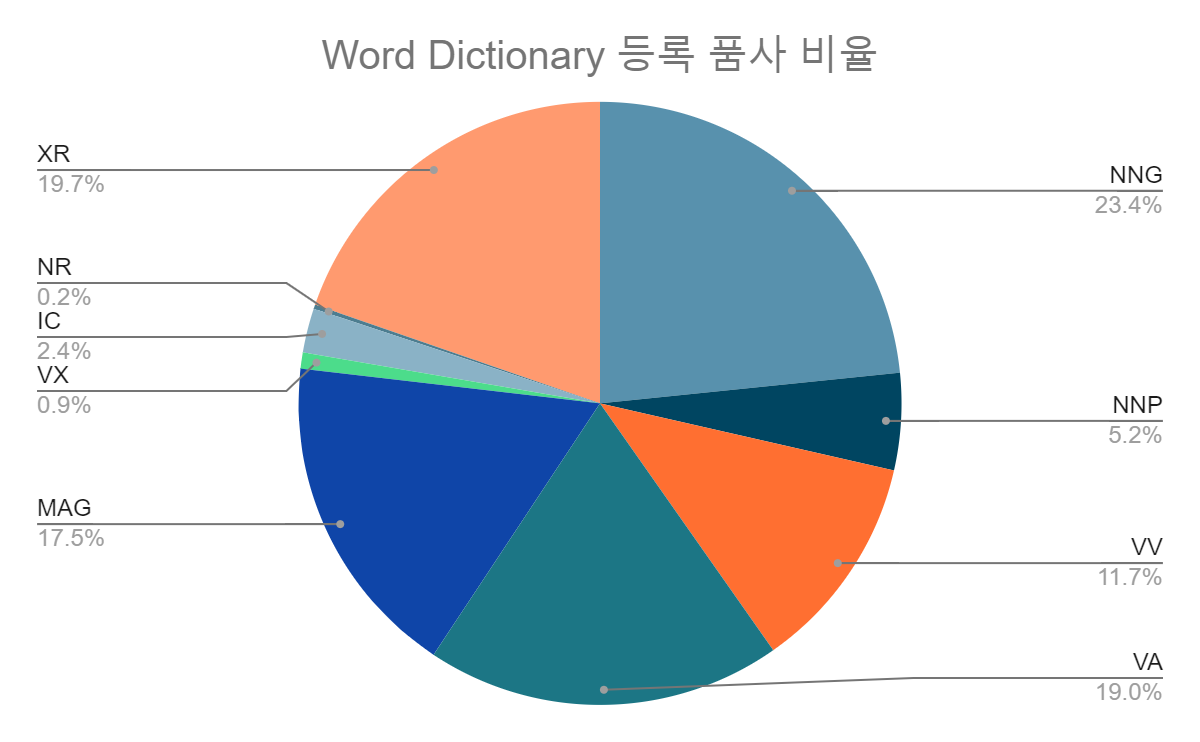 Word Dictionary 등록 품사 비율
XR
19.7%
NR
0.2%
IC
2.4%
VX
0.9%
MAG
17.5%
NNG
23.4%
NNP
5.2%
VV
11.7%
VA
19.0%